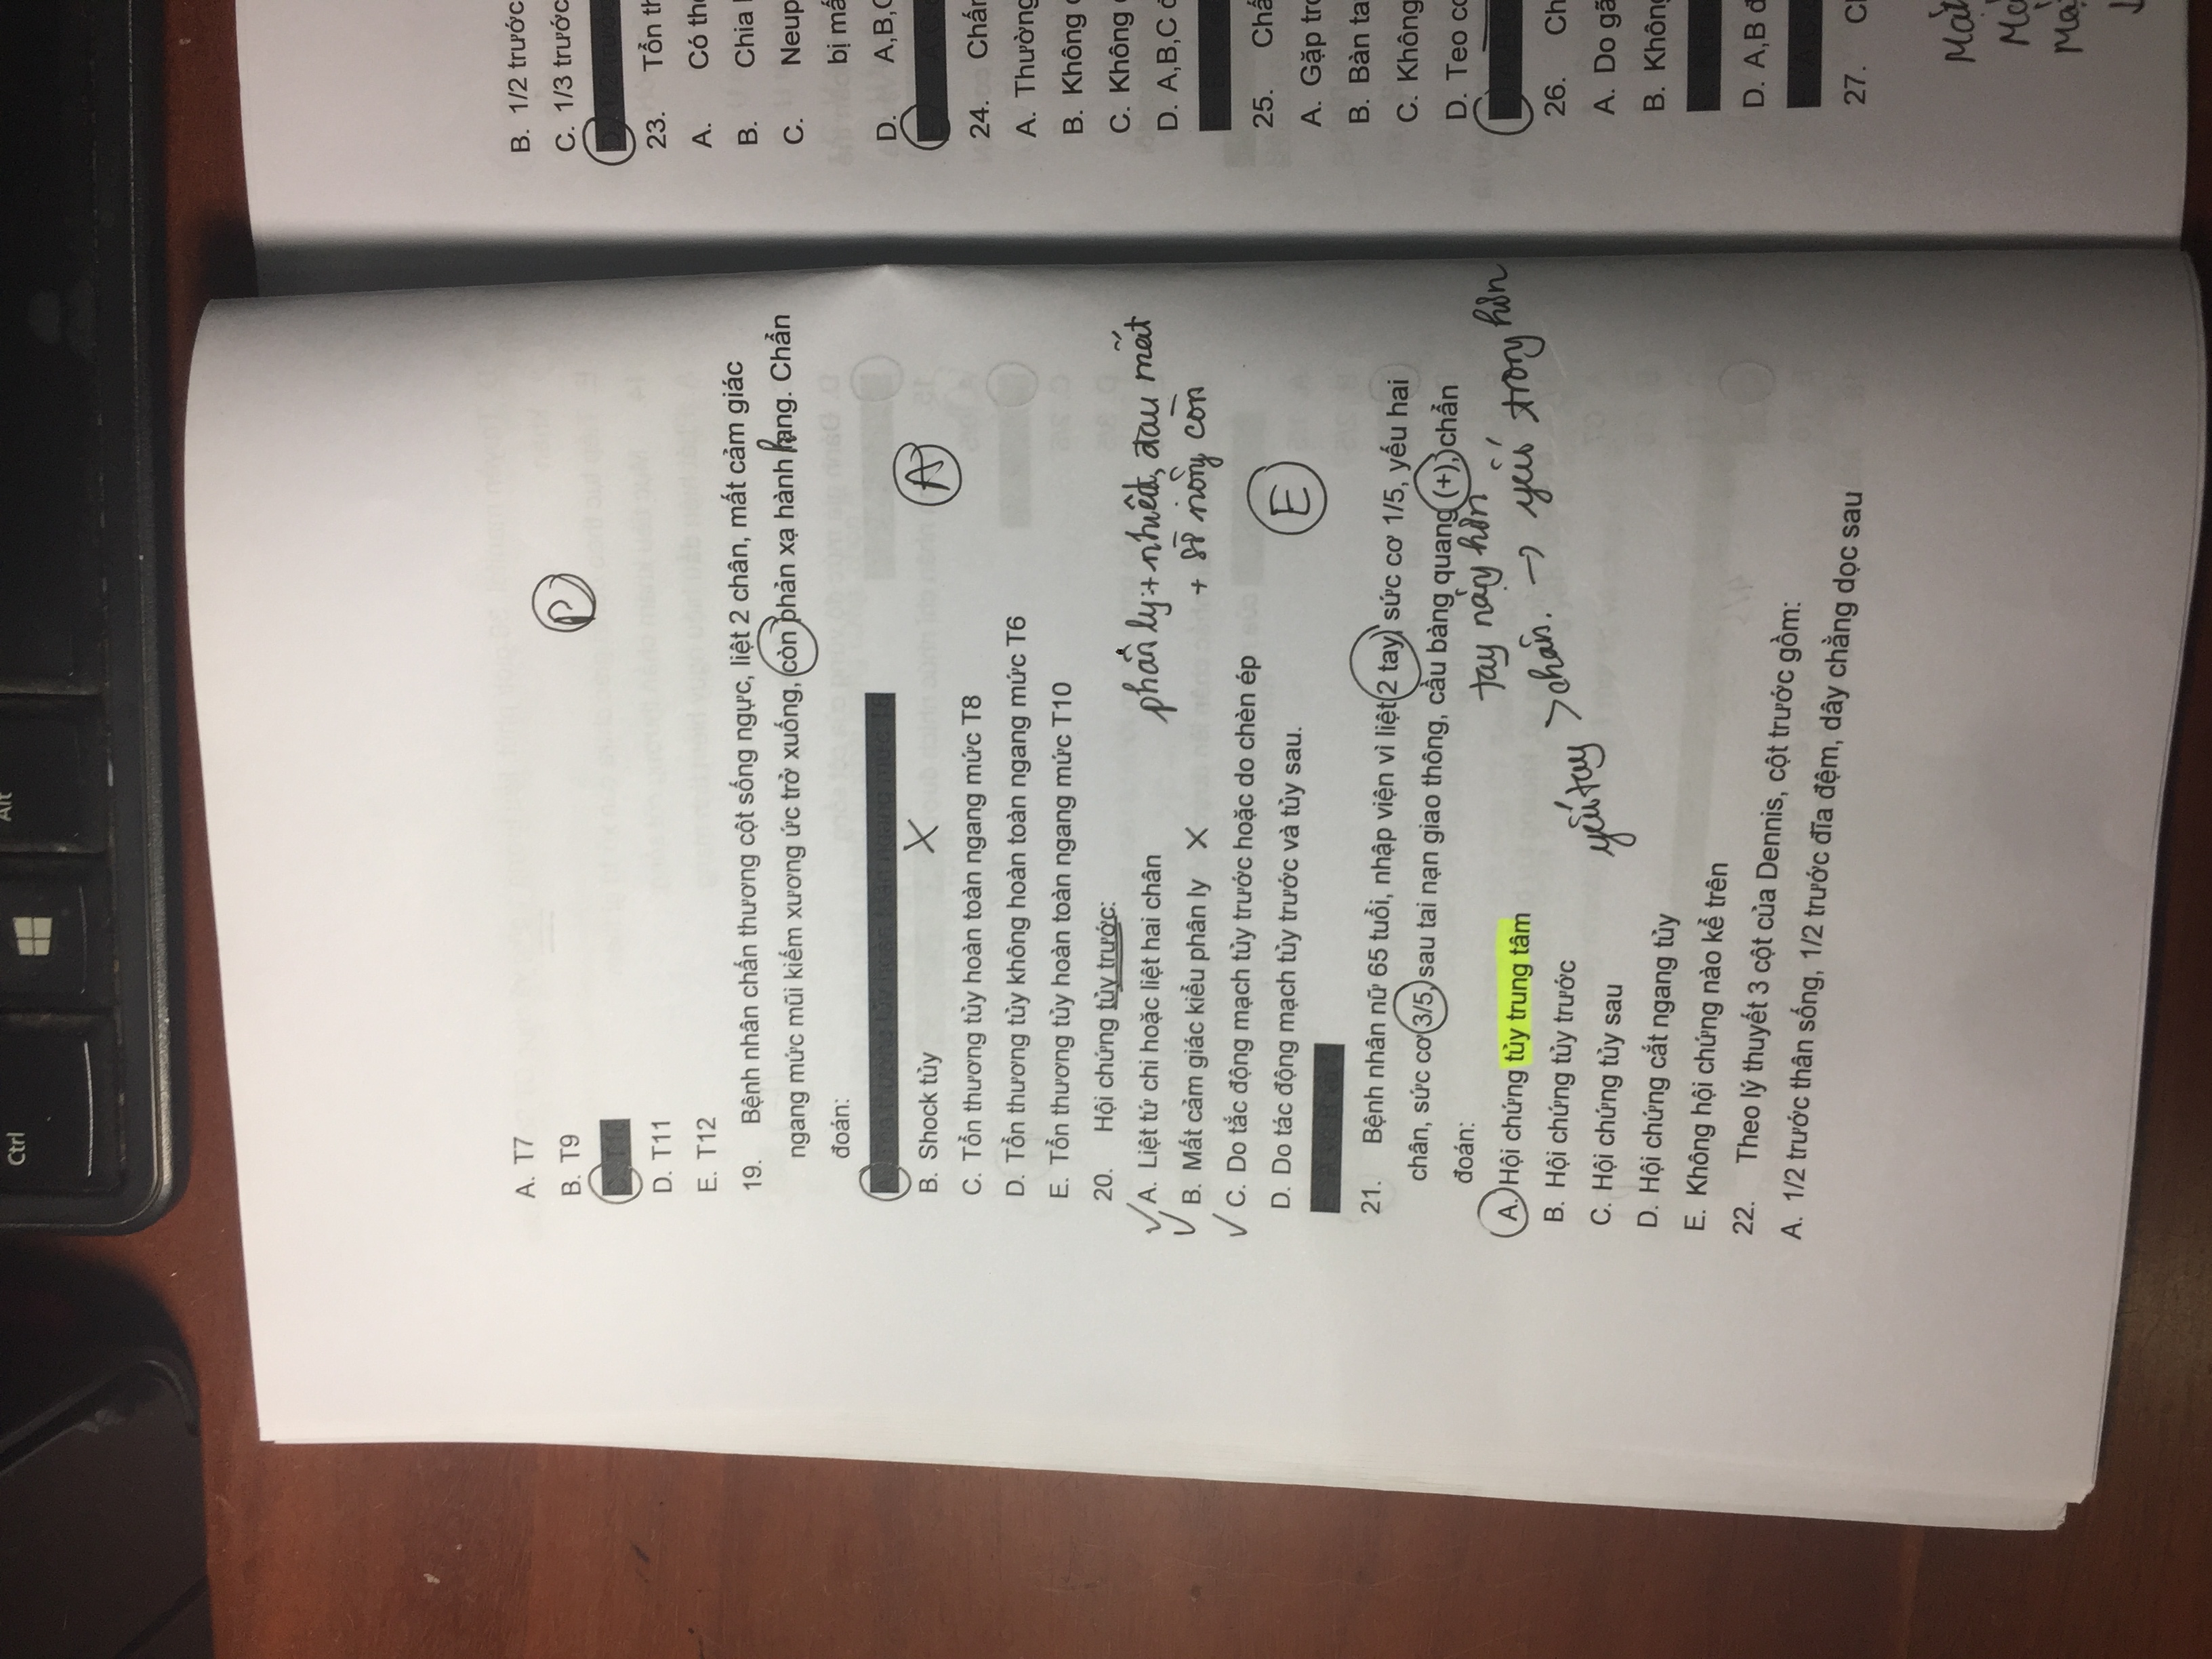 Ctrl
Alt
A. T7
B. T9
C. T10
D. T11
E. T12
P
19. Bệnh nhân chấn thương cột sống ngực, liệt 2 chân, mất cảm giác
ngang mức mũi kiếm xương ức trở xuống, còn phản xạ hành hang. Chẩn
đoán:
A. Tổn thương tủy hoàn toàn ngang mức T6
B. Shock tủy X
A
C. Tổn thương tủy hoàn toàn ngang mức T8
D. Tổn thương tủy không hoàn toàn ngang mức T6
E. Tổn thương tủy hoàn toàn ngang mức T10
20. Hội chứng tủy trước:
A. Liệt tứ chi hoặc liệt hai chân
phân ly: + nhiệt, đau mất
B. Mất cảm giác kiểu phân ly X
+ sờ nông còn
C. Do tắc động mạch tủy trước hoặc do chèn ép
D. Do tác động mạch tủy trước và tủy sau.
E
21. Bệnh nhân nữ 65 tuổi, nhập viện vì liệt 2 tay, sức cơ 1/5, yếu hai
chân, sức cơ 3/5, sau tai nạn giao thông, cầu bàng quang (+), chẩn
đoán:
tay nặng hơn
A. Hội chứng tủy trung tâm
yếu tay > chân. → yếu trong hơn
B. Hội chứng tủy trước
C. Hội chứng tủy sau
D. Hội chứng cắt ngang tủy
E. Không hội chứng nào kể trên
22. Theo lý thuyết 3 cột của Dennis, cột trước gồm:
A. 1/2 trước thân sống, 1/2 trước đĩa đệm, dây chằng dọc sau
B. 1/2 trước
C. 1/3 trước
23. Tổn th
A. Có thể
B. Chia
C. Neup
bị mấ
D. A,B,C
24. Chấn
A. Thường
B. Không
C. Không
D. A,B,C đ
25. Chấ
A. Gặp tr
B. Bàn ta
C. Không
D. Teo cơ
26. Ch
A. Do gã
B. Không
D. A,B đ
27. C
Mất